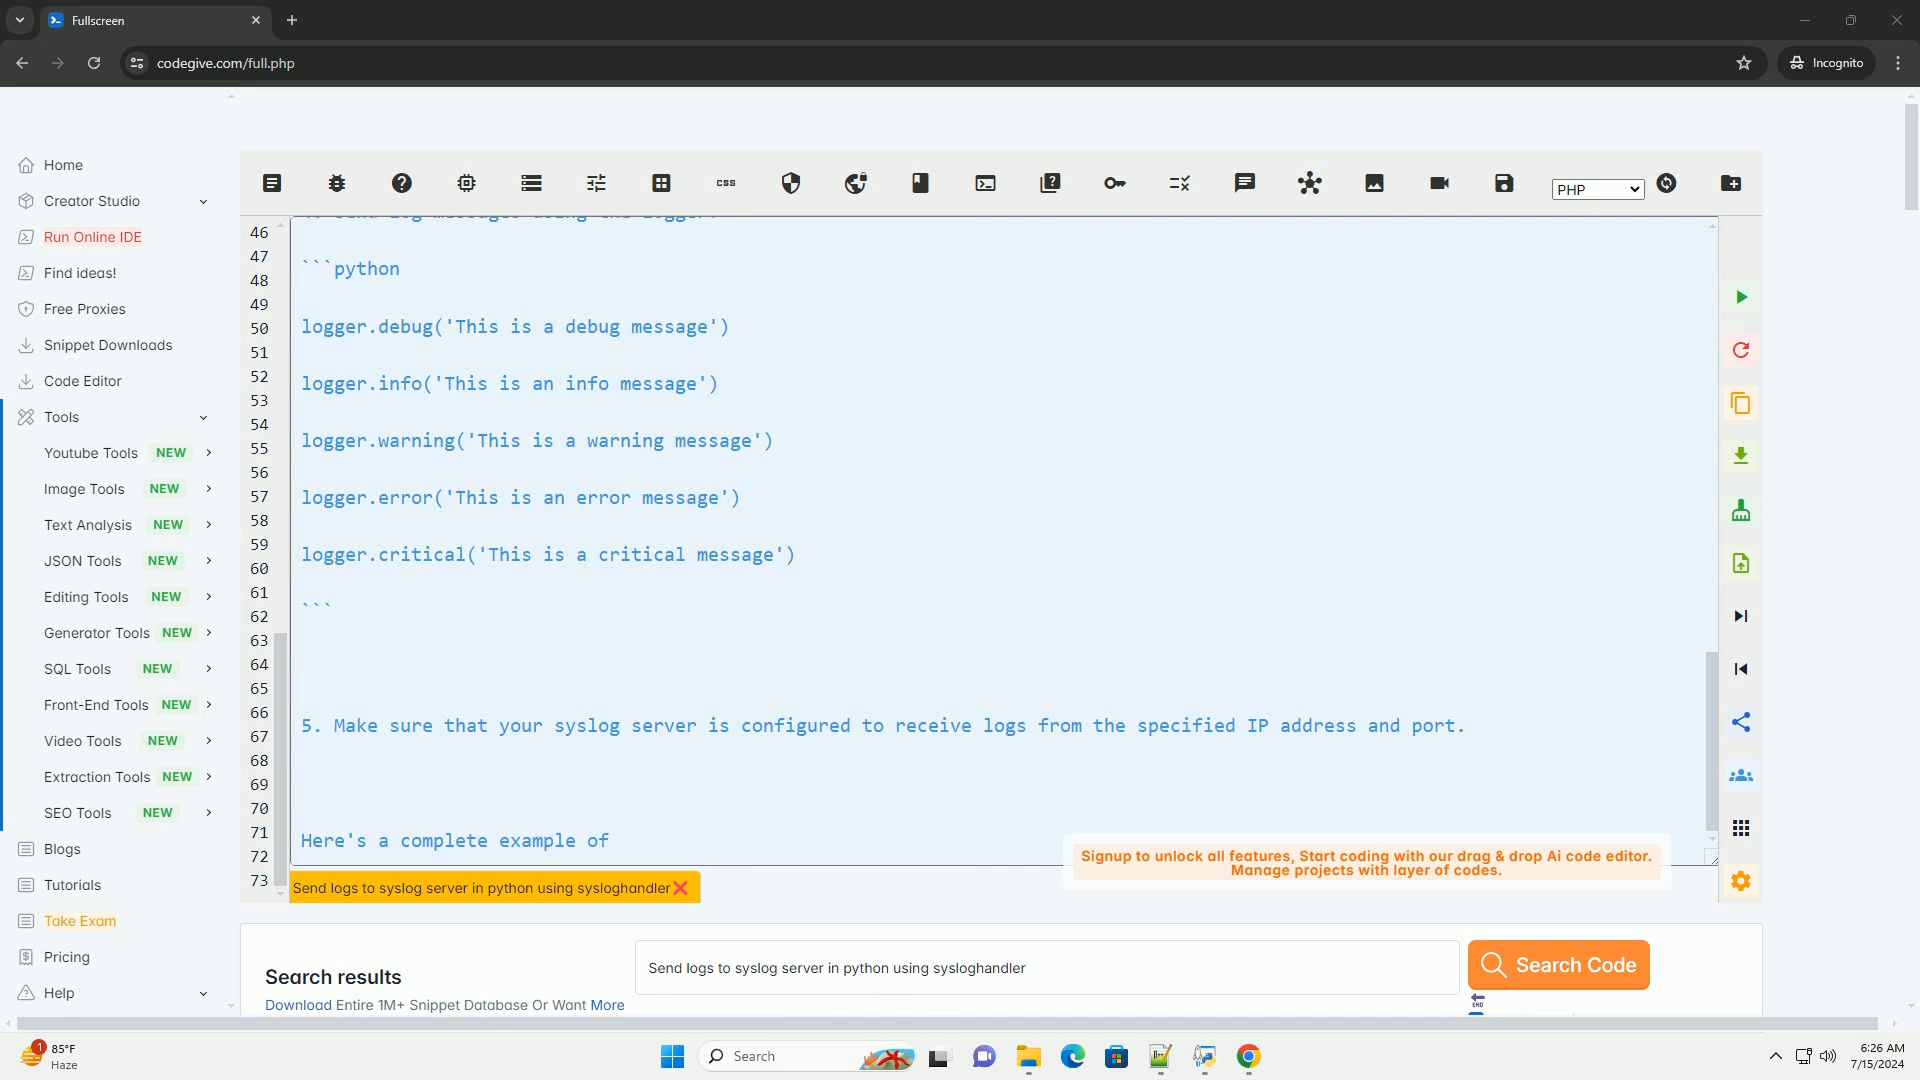 Fullscreen
codegive.com/full.php
Incognito
Home
Creator Studio
Run Online IDE
Find ideas!
Free Proxies
Snippet Downloads
Code Editor
Tools
Youtube Tools NEW
Image Tools NEW
Text Analysis NEW
JSON Tools NEW
Editing Tools NEW
Generator Tools NEW
SQL Tools NEW
Front-End Tools NEW
Video Tools NEW
Extraction Tools NEW
SEO Tools NEW
Blogs
Tutorials
Take Exam
Pricing
Help
css
PHP
46
47
48
49
50
51
52
53
54
55
56
57
58
59
60
61
62
63
64
65
66
67
68
69
70
71
72
73
```python
logger.debug('This is a debug message')
logger.info('This is an info message')
logger.warning('This is a warning message')
logger.error('This is an error message')
logger.critical('This is a critical message')
```
5. Make sure that your syslog server is configured to receive logs from the specified IP address and port.
Here's a complete example of
Signup to unlock all features, Start coding with our drag & drop Ai code editor.
Manage projects with layer of codes.
Send logs to syslog server in python using sysloghandler
Search results
Download Entire 1M+ Snippet Database Or Want More
Send logs to syslog server in python using sysloghandler
Search Code
END
1
85°F
Haze
Search
6:26 AM
7/15/2024